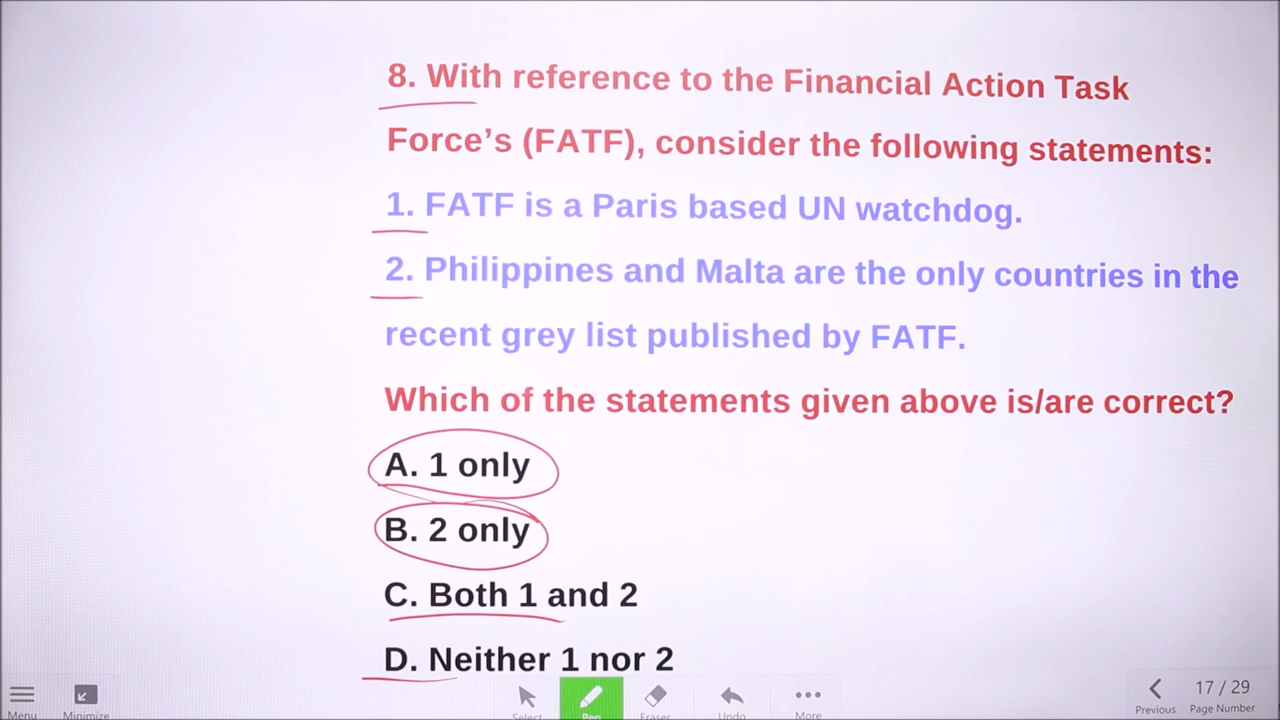 8. With reference to the Financial Action Task
Force’s (FATF), consider the following statements:
1. FATF is a Paris based UN watchdog.
2. Philippines and Malta are the only countries in the
recent grey list published by FATF.
Which of the statements given above is/are correct?
A. 1 only
B. 2 only
C. Both 1 and 2
D. Neither 1 nor 2
Menu Minimize Select Pen Eraser Undo More Previous 17 / 29 Page Number